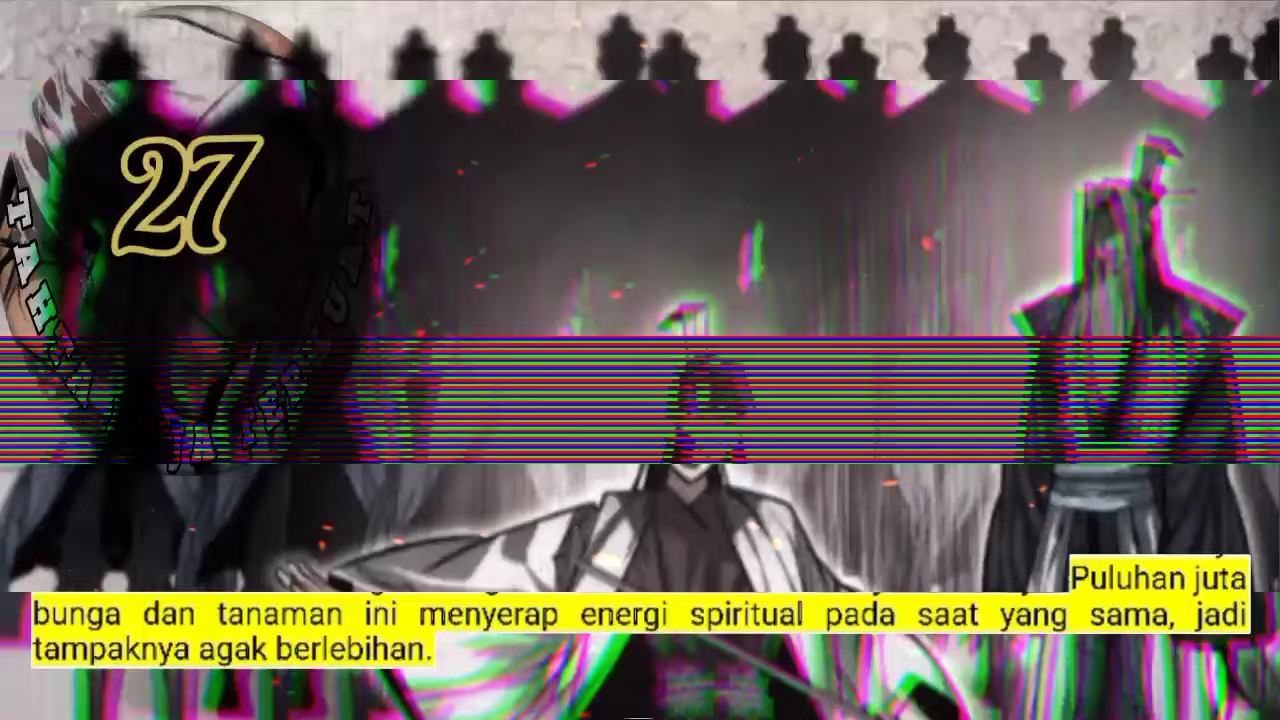 27
Puluhan juta
bunga dan tanaman ini menyerap energi spiritual pada saat yang sama, jadi
tampaknya agak berlebihan.